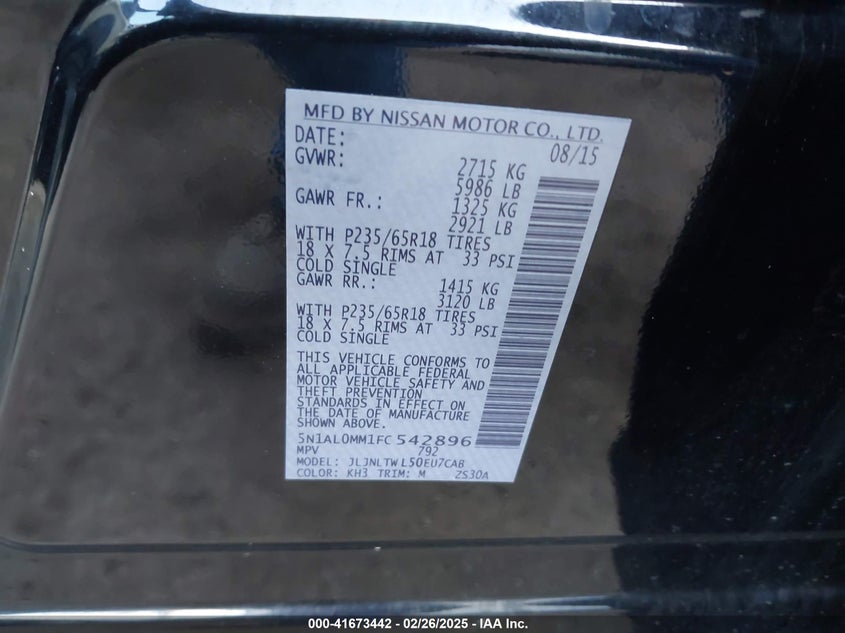 MFD BY NISSAN MOTOR CO., LTD.
DATE: 08/15
GVWR: 2715 KG
5986 LB
GAWR FR.: 1325 KG
2921 LB
WITH P235/65R18 TIRES
18 X 7.5 RIMS AT 33 PSI
COLD SINGLE
GAWR RR.: 1415 KG
3120 LB
WITH P235/65R18 TIRES
18 X 7.5 RIMS AT 33 PSI
COLD SINGLE
THIS VEHICLE CONFORMS TO
ALL APPLICABLE FEDERAL
MOTOR VEHICLE SAFETY AND
THEFT PREVENTION
STANDARDS IN EFFECT ON
THE DATE OF MANUFACTURE
SHOWN ABOVE.
5N1AL0MM1FC542896
MPV 792
MODEL: JLJNLTWL50EU7CAB
COLOR: KH3 TRIM: M ZS30A
000-41673442 - 02/26/2025 - IAA Inc.